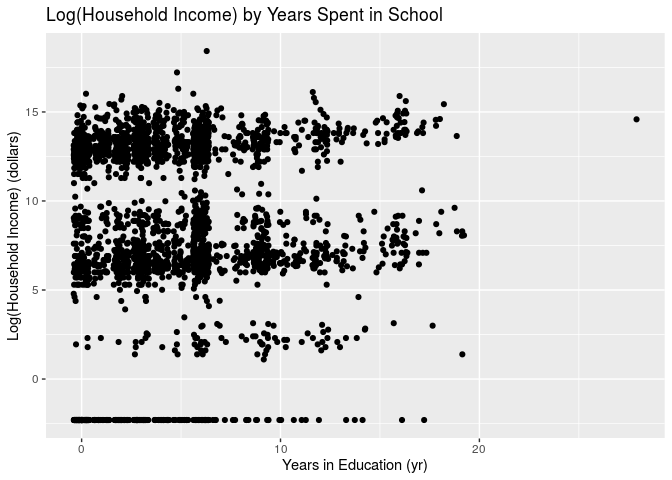 Log(Household Income) by Years Spent in School
Log(Household Income) (dollars)
15
10
5
0
0 10 20
Years in Education (yr)